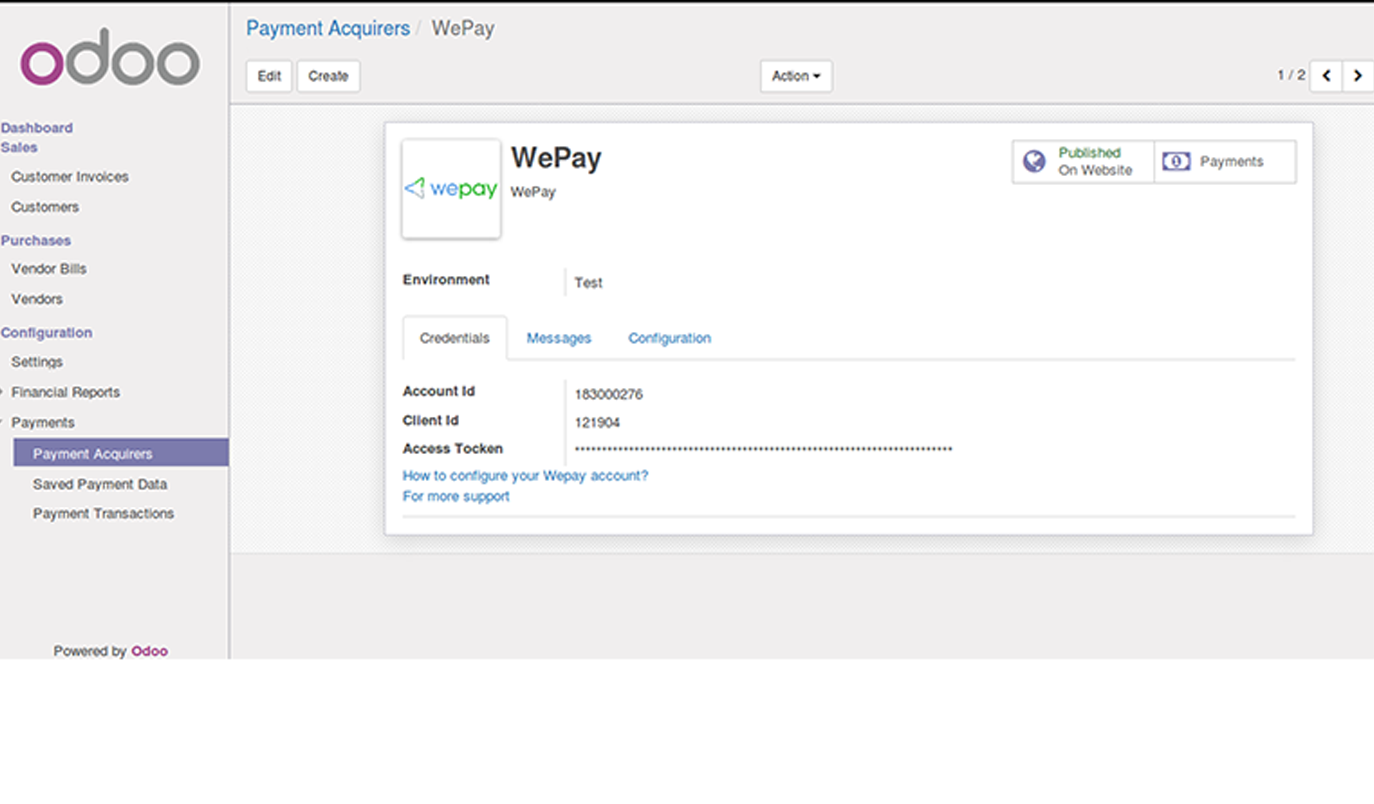 odoo
Dashboard
Sales
Customer Invoices
Customers
Purchases
Vendor Bills
Vendors
Configuration
Settings
Financial Reports
Payments
Payment Acquirers
Saved Payment Data
Payment Transactions
Powered by Odoo
Payment Acquirers / WePay
Edit Create Action 1 / 2
wepay
WePay
WePay
Published
On Website
Payments
Environment Test
Credentials Messages Configuration
Account Id 183000276
Client Id 121904
Access Tocken
How to configure your Wepay account?
For more support